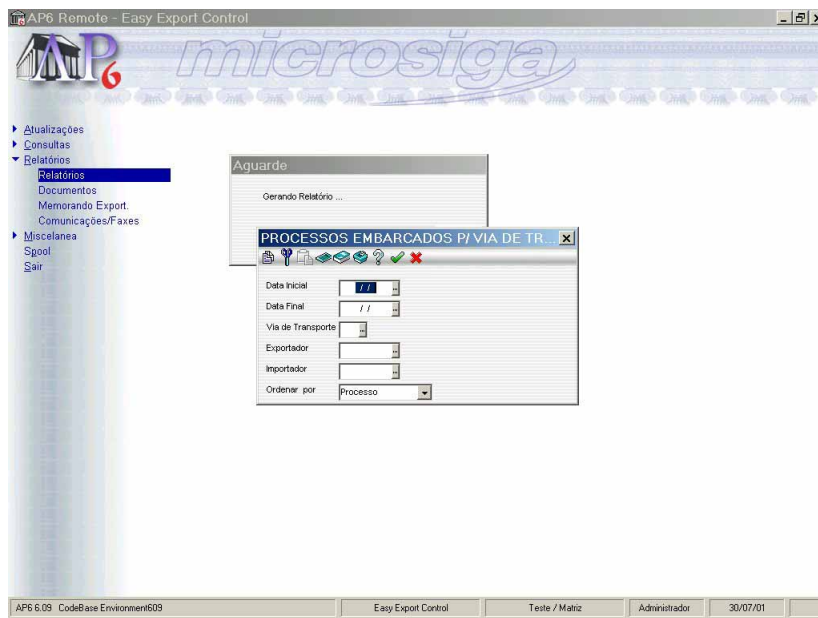 AP6 Remote - Easy Export Control
AP6
microsiga
Atualizações
Consultas
Relatórios
Relatórios
Documentos
Memorando Export.
Comunicações/Faxes
Miscelanea
Spool
Sair
Aguarde
Gerando Relatório ...
PROCESSOS EMBARCADOS P/ VIA DE TR...
Data Inicial / /
Data Final / /
Via de Transporte
Exportador
Importador
Ordenar por Processo
AP6 6.09 CodeBase Environment609 Easy Export Control Teste / Matriz Administrador 30/07/01